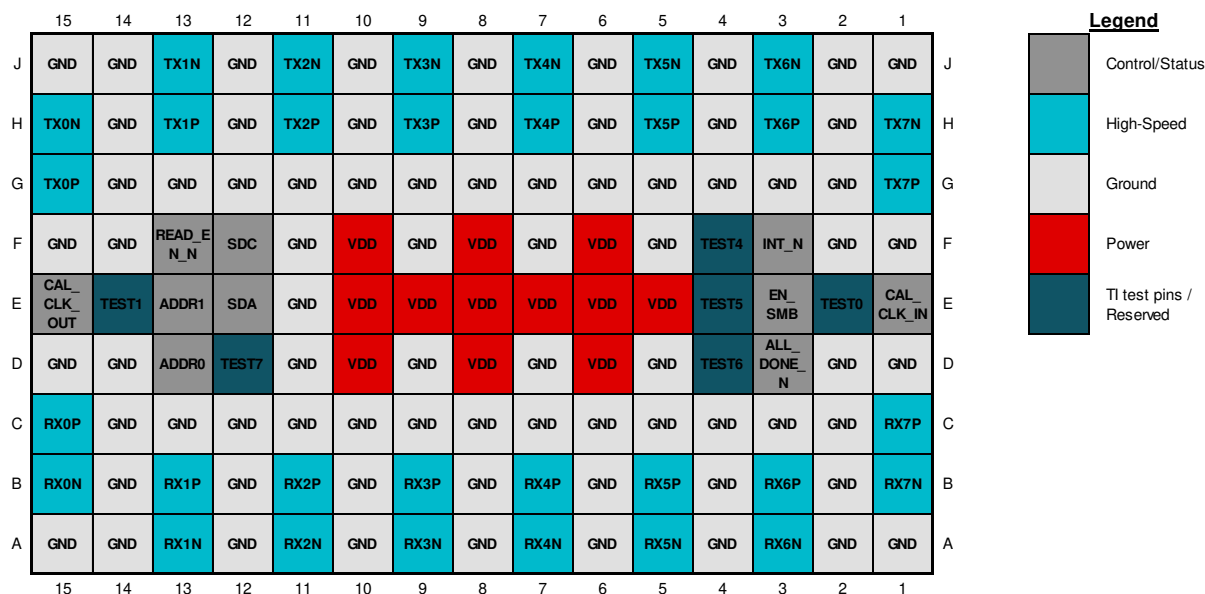 15 14 13 12 11 10 9 8 7 6 5 4 3 2 1 Legend
J GND GND TX1N GND TX2N GND TX3N GND TX4N GND TX5N GND TX6N GND GND J Control/Status
H TX0N GND TX1P GND TX2P GND TX3P GND TX4P GND TX5P GND TX6P GND TX7N H High-Speed
G TX0P GND GND GND GND GND GND GND GND GND GND GND GND GND TX7P G Ground
F GND GND READ_E SDC GND VDD GND VDD GND VDD GND TEST4 INT_N GND GND F Power
N_N
CAL_
E CLK_ TEST1 ADDR1 SDA GND VDD VDD VDD VDD VDD VDD TEST5 EN_ TEST0 CAL_ E TI test pins /
OUT SMB CLK_IN Reserved
ALL_
D GND GND ADDR0 TEST7 GND VDD GND VDD GND VDD GND TEST6 DONE_ GND GND D
N
C RX0P GND GND GND GND GND GND GND GND GND GND GND GND GND RX7P C
B RX0N GND RX1P GND RX2P GND RX3P GND RX4P GND RX5P GND RX6P GND RX7N B
A GND GND RX1N GND RX2N GND RX3N GND RX4N GND RX5N GND RX6N GND GND A
15 14 13 12 11 10 9 8 7 6 5 4 3 2 1